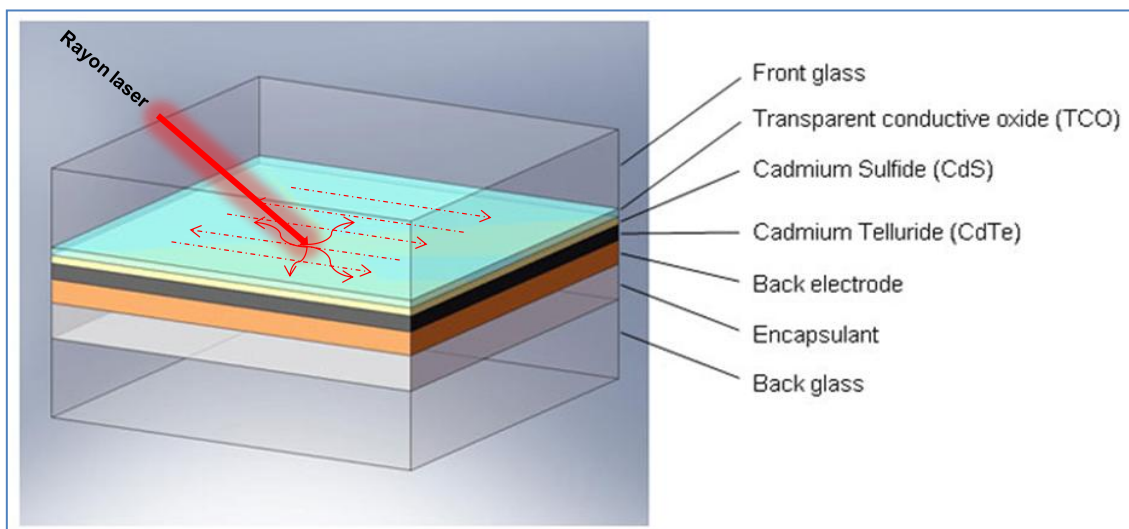 Rayon laser
Front glass
Transparent conductive oxide (TCO)
Cadmium Sulfide (CdS)
Cadmium Telluride (CdTe)
Back electrode
Encapsulant
Back glass